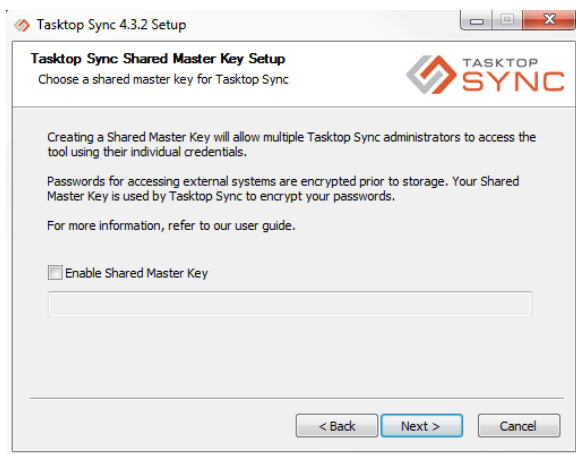 Tasktop Sync 4.3.2 Setup
Tasktop Sync Shared Master Key Setup
Choose a shared master key for Tasktop Sync
TASKTOP
SYNC
Creating a Shared Master Key will allow multiple Tasktop Sync administrators to access the
tool using their individual credentials.
Passwords for accessing external systems are encrypted prior to storage. Your Shared
Master Key is used by Tasktop Sync to encrypt your passwords.
For more information, refer to our user guide.
Enable Shared Master Key
< Back Next > Cancel